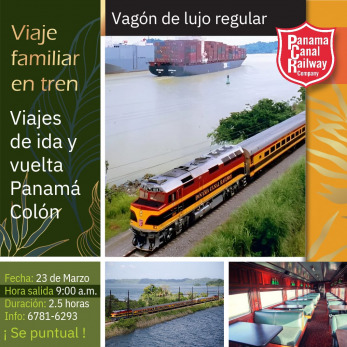 Viaje
familiar
en tren
Viajes
de ida y
vuelta
Panamá
Colón
Vagón de lujo regular
Panama
Canal
Railway
Company
Fecha: 23 de Marzo
Hora salida 9:00 a.m.
Duración: 2.5 horas
Info: 6781-6293
¡ Se puntual !